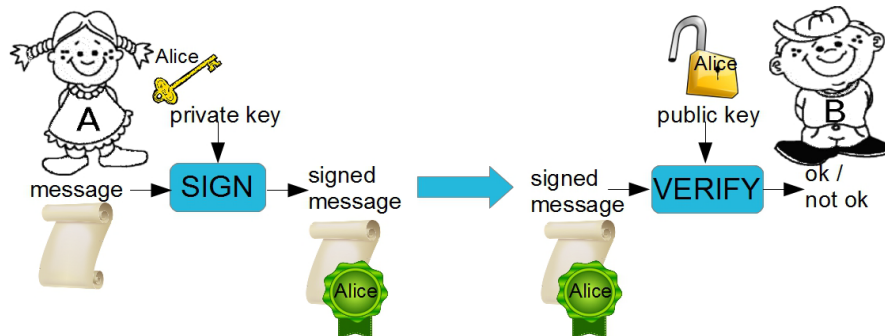 Alice
A
private key
message
SIGN
signed
message
Alice
Alice
public key
B
signed
message
VERIFY
ok /
not ok
Alice